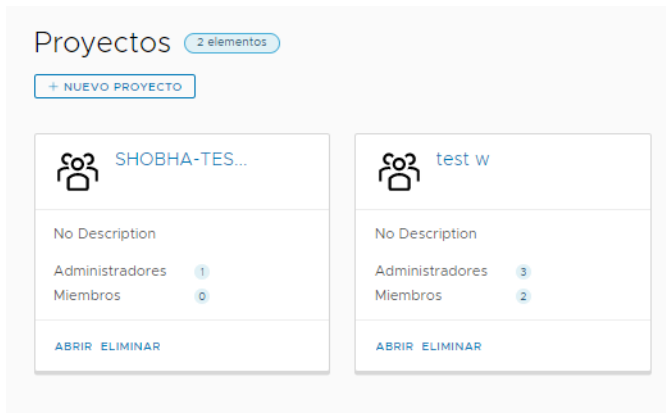 Proyectos 2 elementos
+ NUEVO PROYECTO
SHOBHA-TES...
No Description
Administradores 1
Miembros 0
ABRIR ELIMINAR
test w
No Description
Administradores 3
Miembros 2
ABRIR ELIMINAR